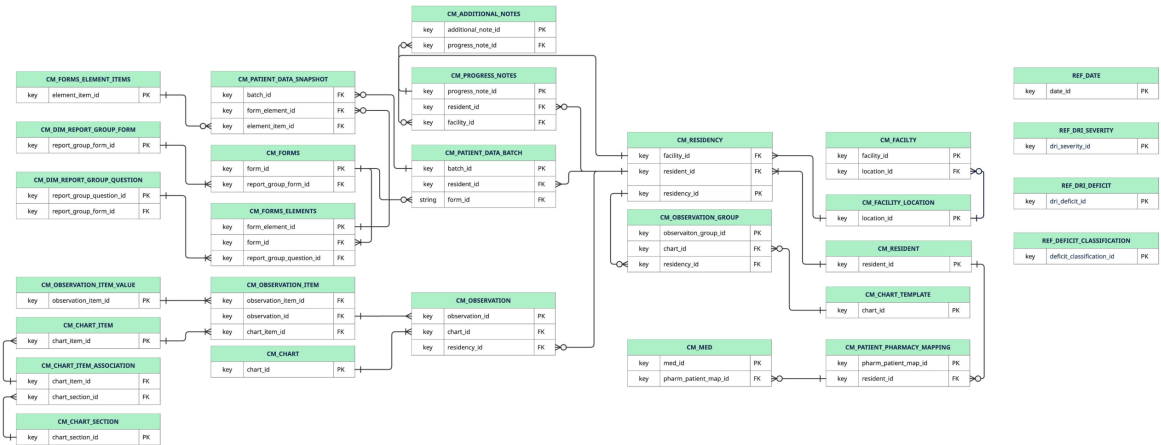 CM_ADDITIONAL_NOTES
key additional_note_id PK
key progress_note_id FK
CM_FORMS_ELEMENT_ITEMS
key element_item_id PK
CM_DIM_REPORT_GROUP_FORM
key report_group_form_id PK
CM_DIM_REPORT_GROUP_QUESTION
key report_group_question_id PK
key report_group_form_id FK
CM_PATIENT_DATA_SNAPSHOT
key batch_id FK
key form_element_id FK
key element_item_id FK
CM_FORMS
key form_id PK
key report_group_form_id FK
CM_FORMS_ELEMENTS
key form_element_id PK
key form_id FK
key report_group_question_id FK
CM_PROGRESS_NOTES
key progress_note_id PK
key resident_id FK
key facility_id FK
CM_PATIENT_DATA_BATCH
key batch_id PK
key resident_id FK
string form_id FK
CM_RESIDENCY
key facility_id FK
key resident_id FK
key residency_id PK
CM_OBSERVATION_GROUP
key observaiton_group_id PK
key chart_id FK
key residency_id FK
CM_FACILTY
key facility_id PK
key location_id FK
CM_FACILITY_LOCATION
key location_id PK
CM_RESIDENT
key resident_id PK
CM_CHART_TEMPLATE
key chart_id PK
REF_DATE
key date_id PK
REF_DRI_SEVERITY
key dri_severity_id PK
REF_DRI_DEFICIT
key dri_deficit_id PK
REF_DEFICIT_CLASSIFICATION
key deficit_classification_id PK
CM_OBSERVATION_ITEM_VALUE
key observation_item_id PK
CM_CHART_ITEM
key chart_item_id PK
CM_CHART_ITEM_ASSOCIATION
key chart_item_id FK
key chart_section_id FK
CM_CHART_SECTION
key chart_section_id PK
CM_OBSERVATION_ITEM
key observation_item_id FK
key observation_id FK
key chart_item_id FK
CM_CHART
key chart_id PK
CM_OBSERVATION
key observation_id PK
key chart_id FK
key residency_id FK
CM_MED
key med_id PK
key pharm_patient_map_id FK
CM_PATIENT_PHARMACY_MAPPING
key pharm_patient_map_id PK
key resident_id FK